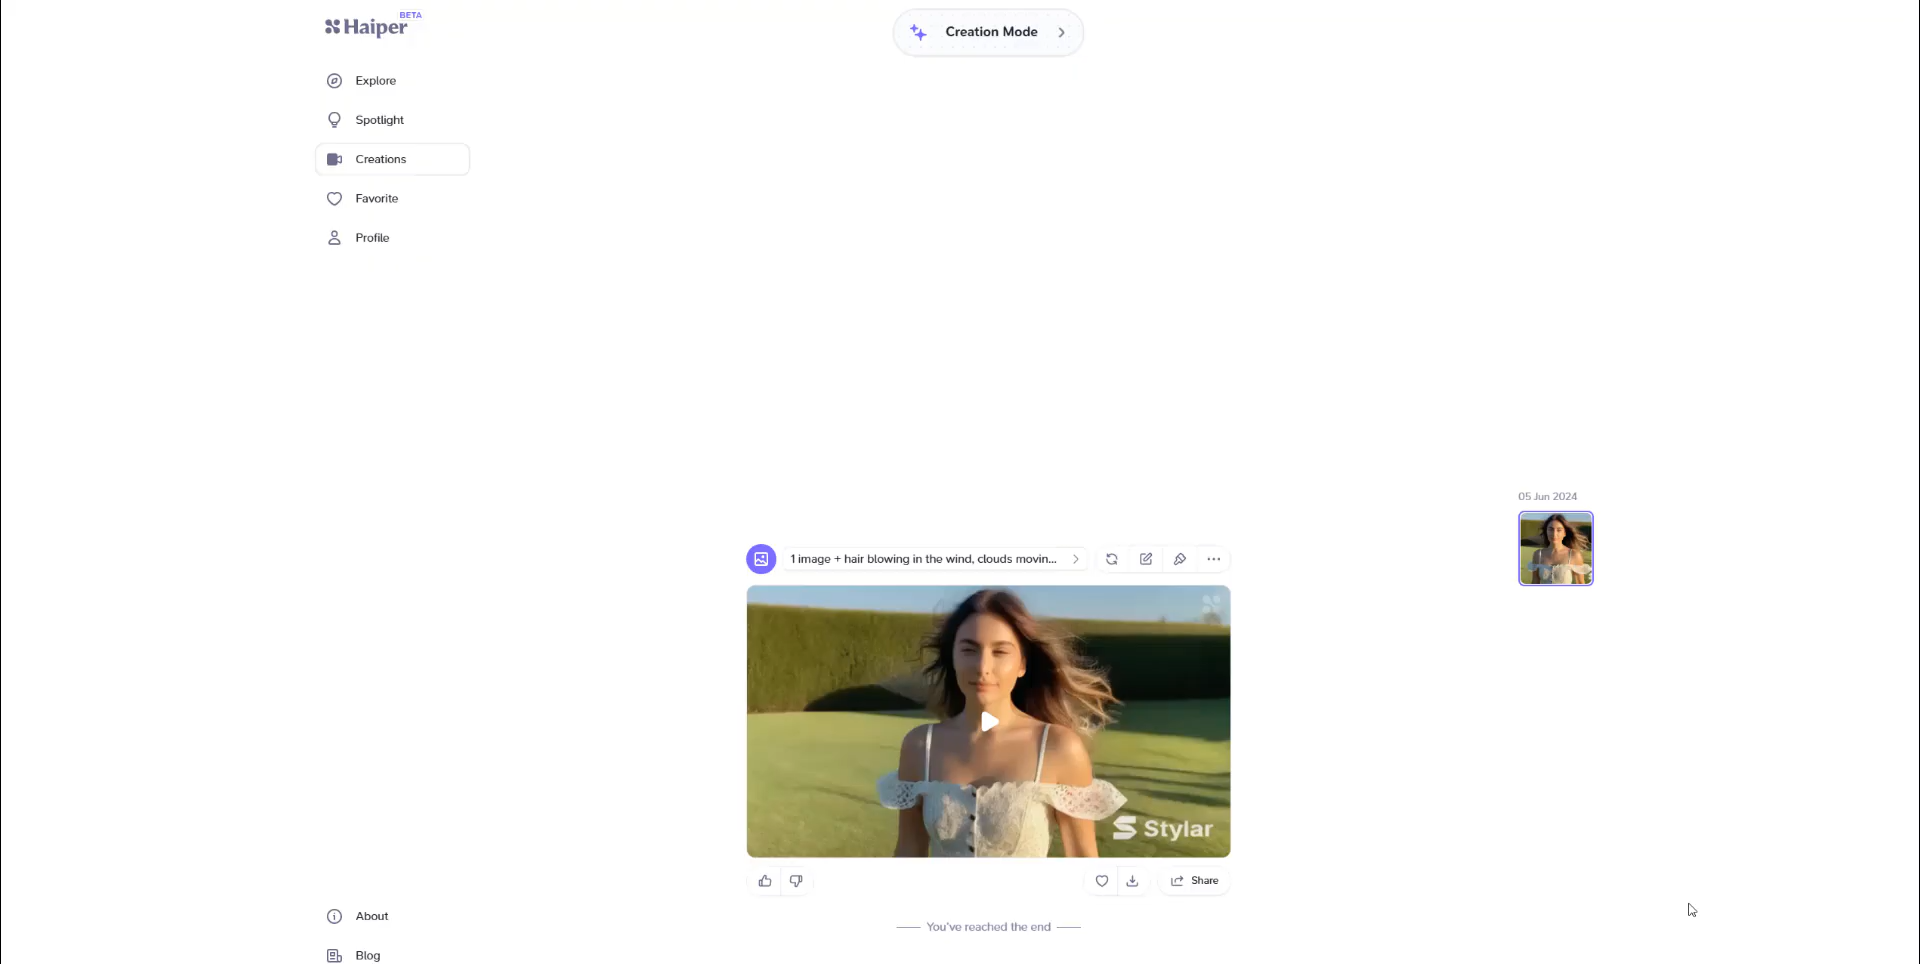 Haiper BETA
Creation Mode
Explore
Spotlight
Creations
Favorite
Profile
05 Jun 2024
1 image + hair blowing in the wind, clouds movin...
Stylar
Share
You've reached the end
About
Blog